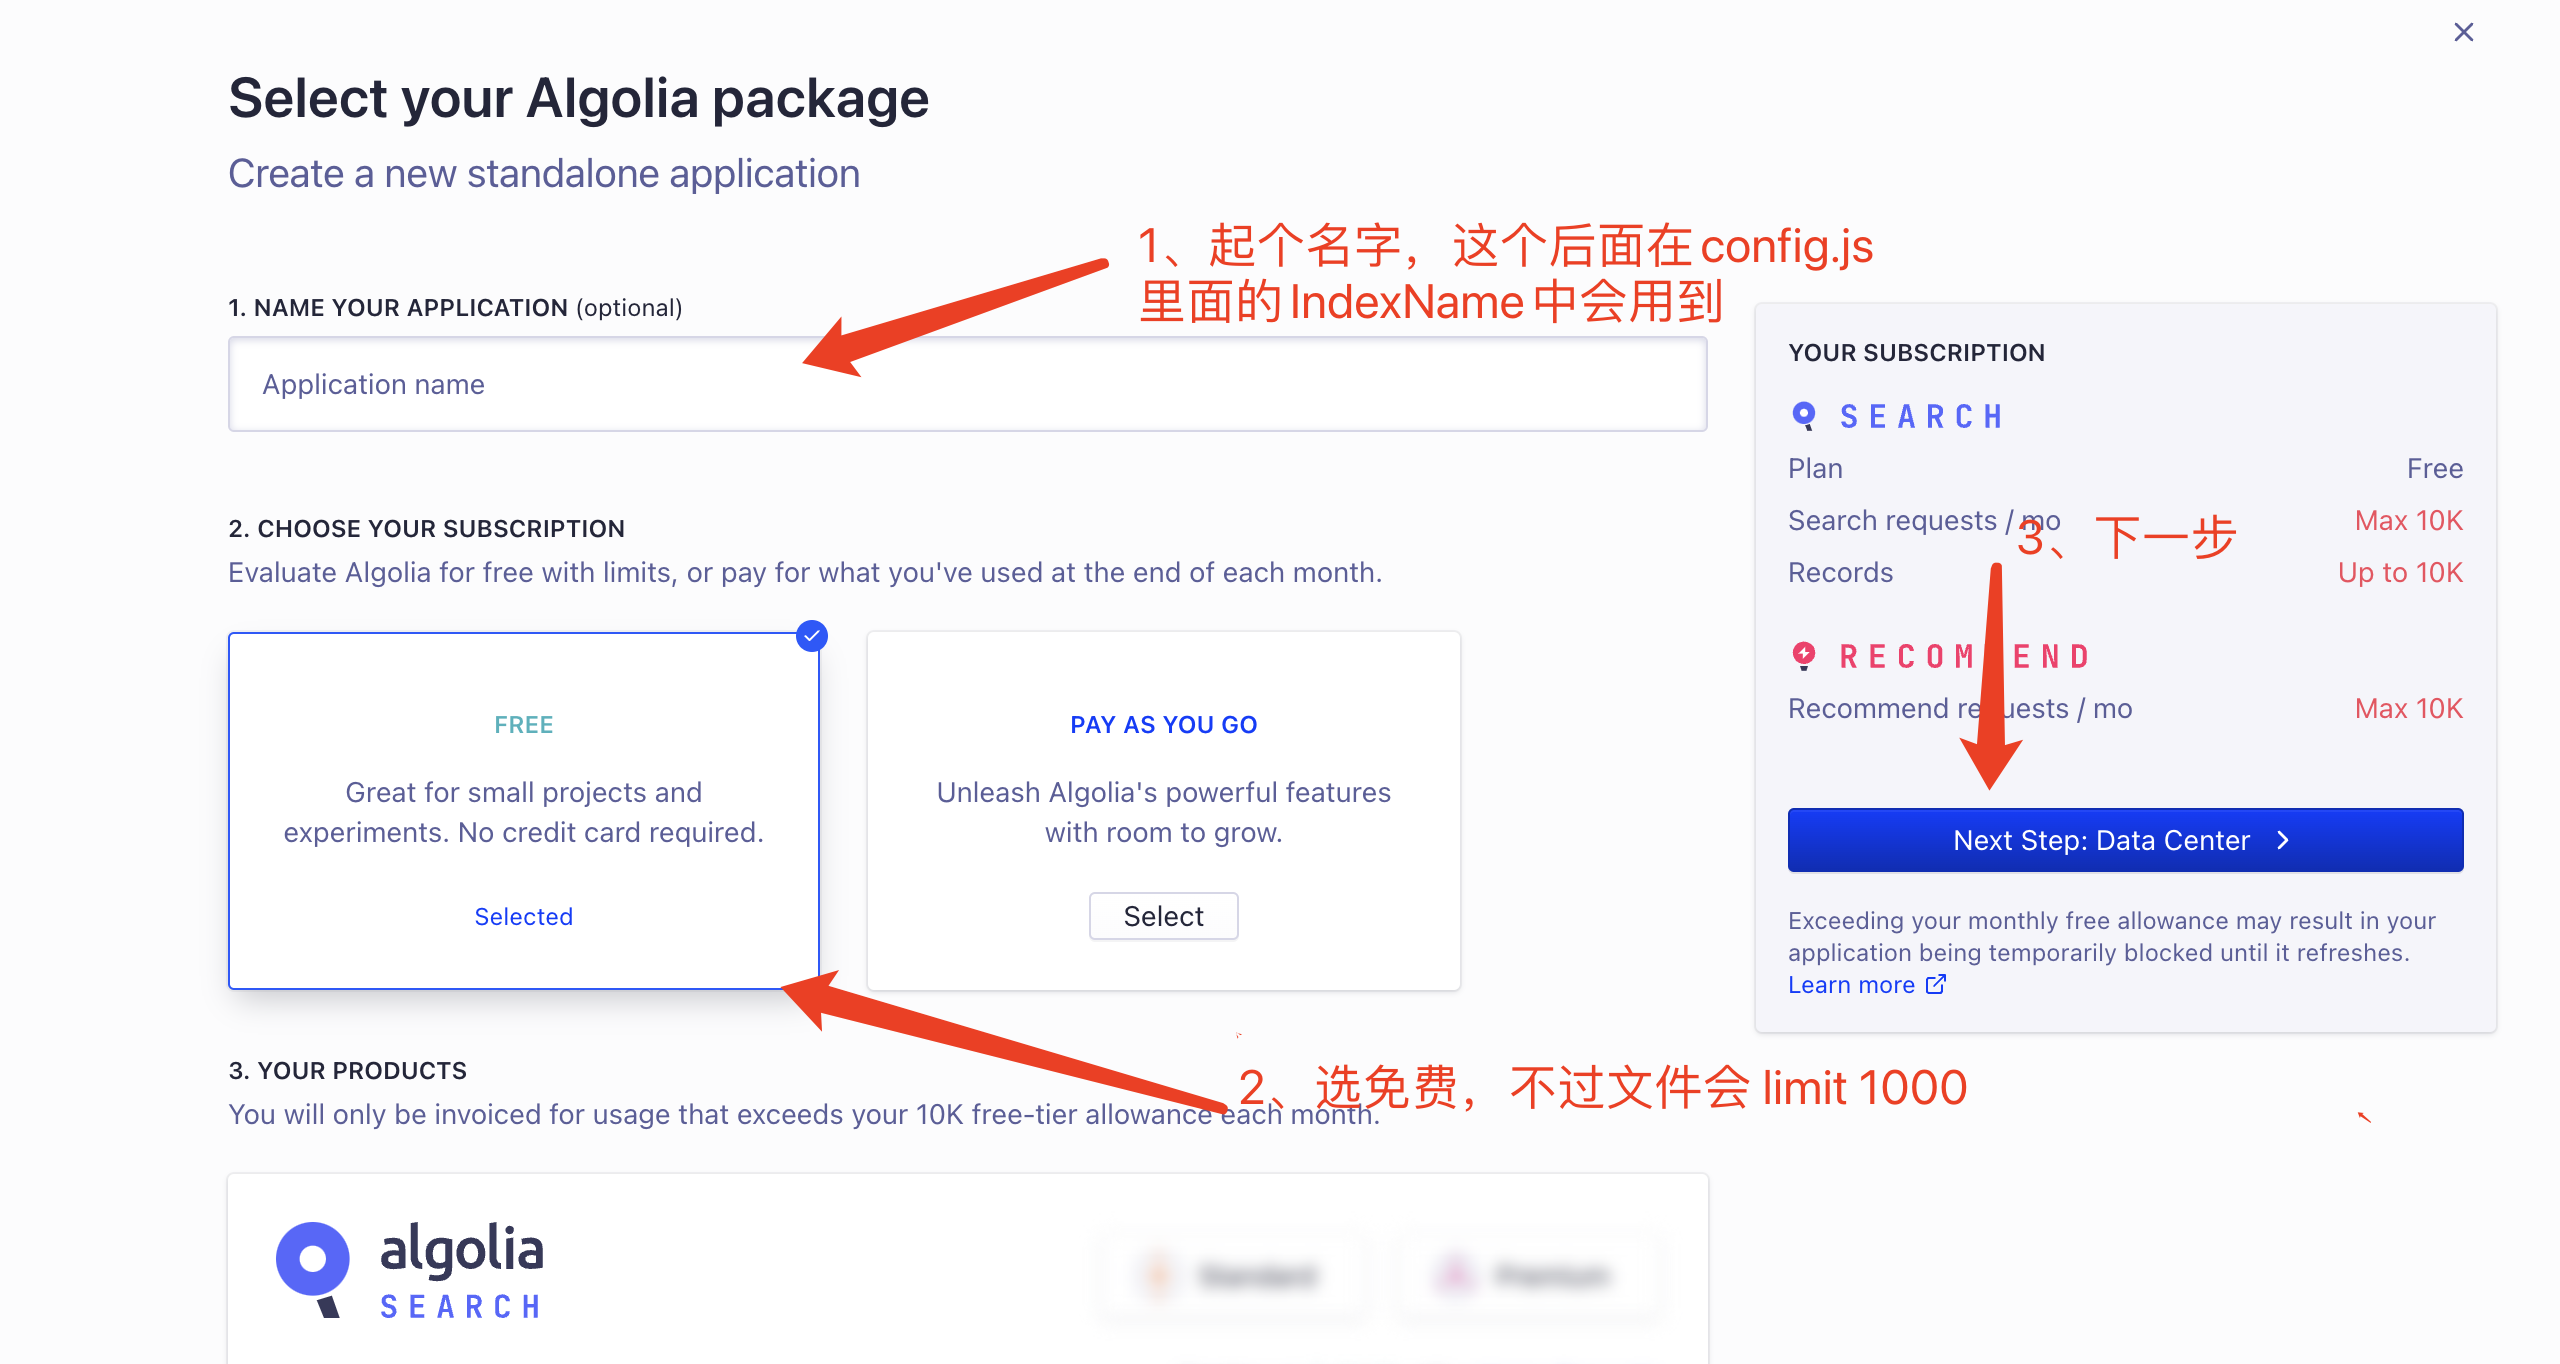 Select your Algolia package
Create a new standalone application
1、起个名字，这个后面在config.js
里面的IndexName中会用到
1. NAME YOUR APPLICATION (optional)
Application name
2. CHOOSE YOUR SUBSCRIPTION
Evaluate Algolia for free with limits, or pay for what you've used at the end of each month.
FREE
Great for small projects and
experiments. No credit card required.
Selected
PAY AS YOU GO
Unleash Algolia's powerful features
with room to grow.
Select
2、选免费，不过文件会 limit 1000
3. YOUR PRODUCTS
You will only be invoiced for usage that exceeds your 10K free-tier allowance each month.
algolia
SEARCH
Standard
Premium
YOUR SUBSCRIPTION
SEARCH
Plan Free
Search requests / mo Max 10K
3、下一步
Records Up to 10K
RECOMMEND
Recommend requests / mo Max 10K
Next Step: Data Center
Exceeding your monthly free allowance may result in your
application being temporarily blocked until it refreshes.
Learn more